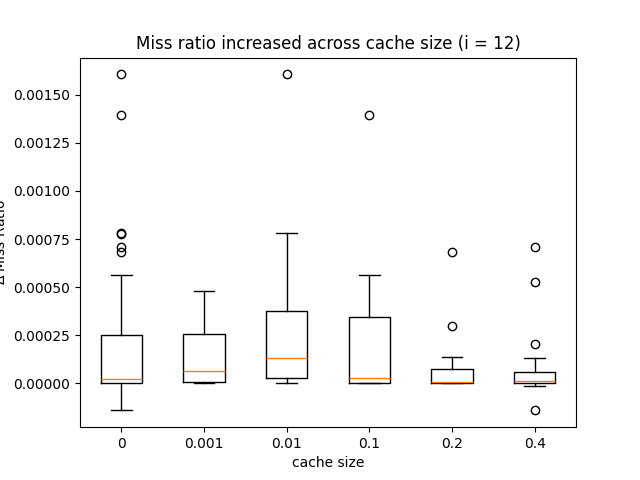 Miss ratio increased across cache size (i = 12)
Δ Miss Ratio
0.00150
0.00125
0.00100
0.00075
0.00050
0.00025
0.00000
0 0.001 0.01 0.1 0.2 0.4
cache size